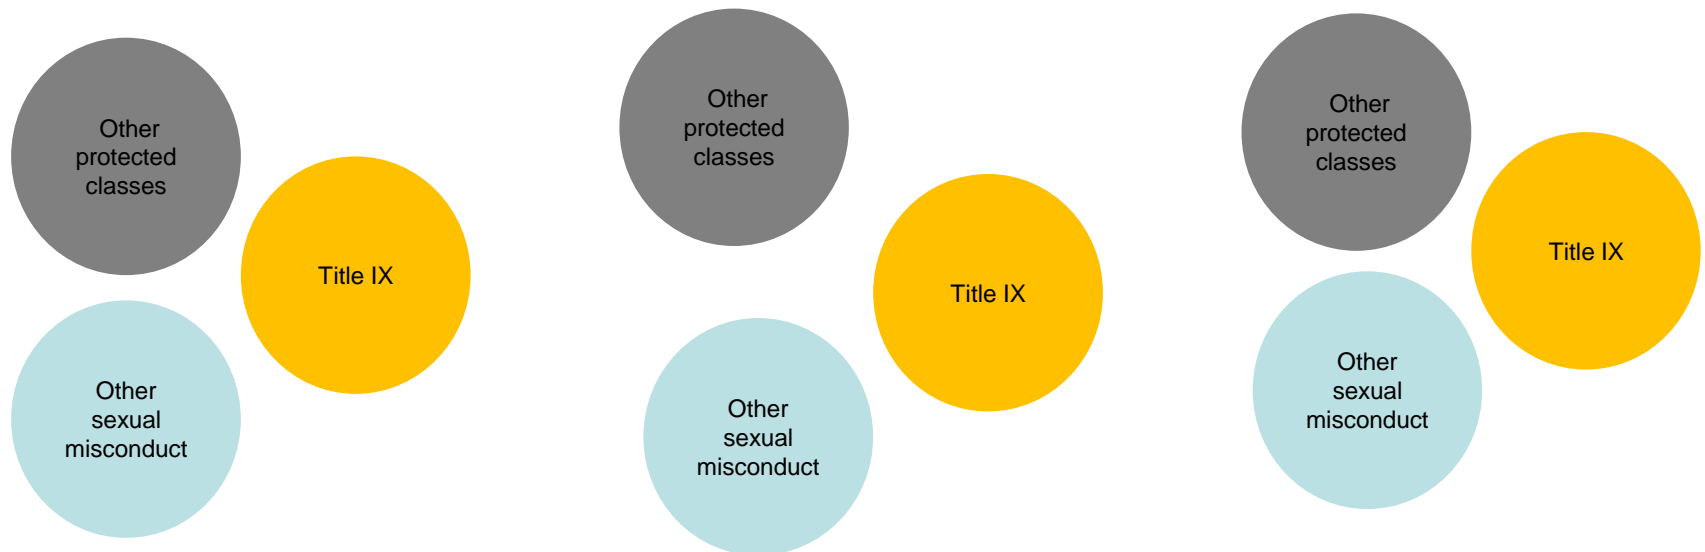 Other
protected
classes
Title IX
Other
sexual
misconduct
Other
protected
classes
Title IX
Other
sexual
misconduct
Other
protected
classes
Title IX
Other
sexual
misconduct